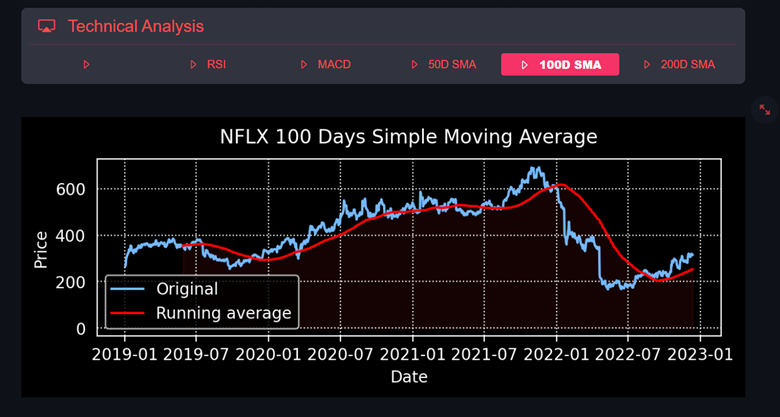 Technical Analysis
RSI MACD 50D SMA 100D SMA 200D SMA
NFLX 100 Days Simple Moving Average
600
400
200
0
Price
Original
Running average
2019-01 2019-07 2020-01 2020-07 2021-01 2021-07 2022-01 2022-07 2023-01
Date